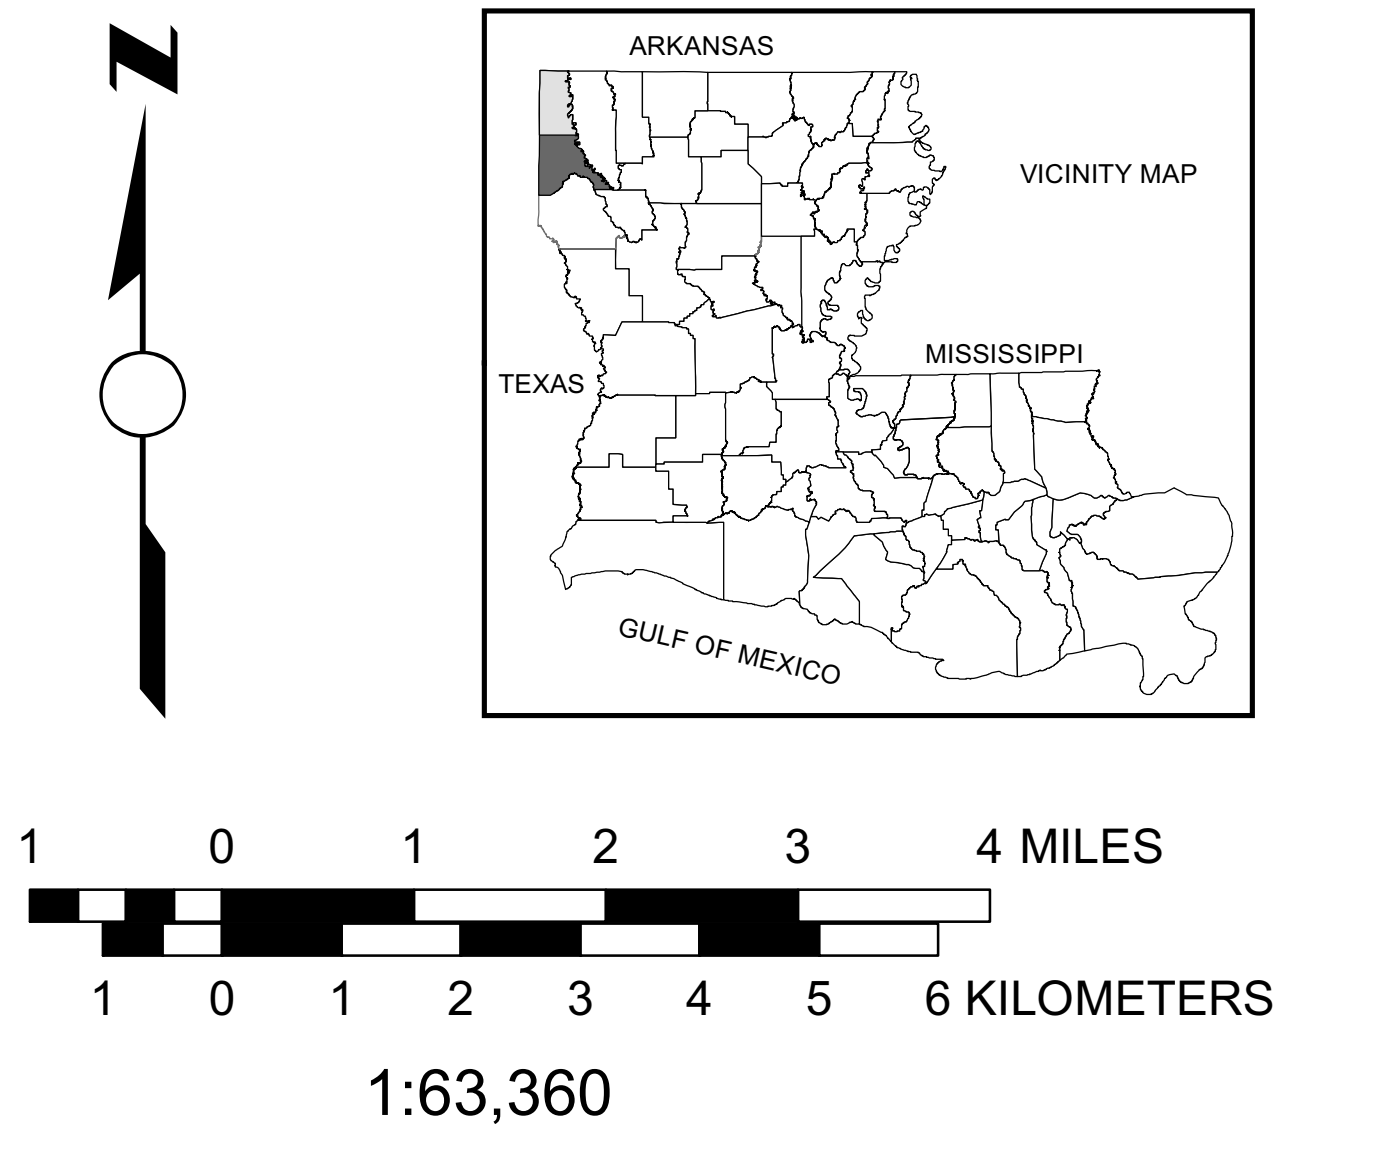 N
ARKANSAS
VICINITY MAP
MISSISSIPPI
TEXAS
GULF OF MEXICO
1 0 1 2 3 4 MILES
1 0 1 2 3 4 5 6 KILOMETERS
1:63,360